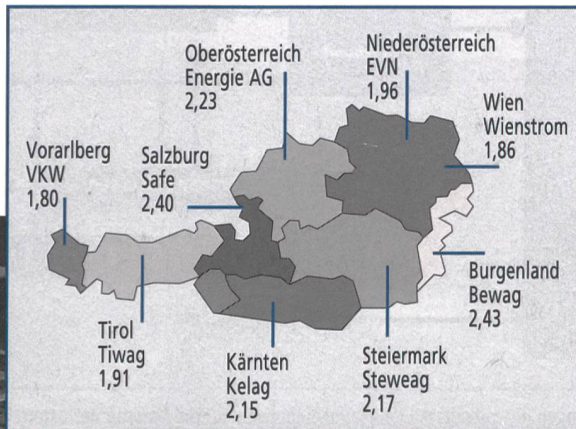 Oberösterreich
Energie AG
2,23
Niederösterreich
EVN
1,96
Wien
Wienstrom
1,86
Vorarlberg
VKW
1,80
Salzburg
Safe
2,40
Burgenland
Bewag
2,43
Tirol
Tiwag
1,91
Kärnten
Kelag
2,15
Steiermark
Steweag
2,17